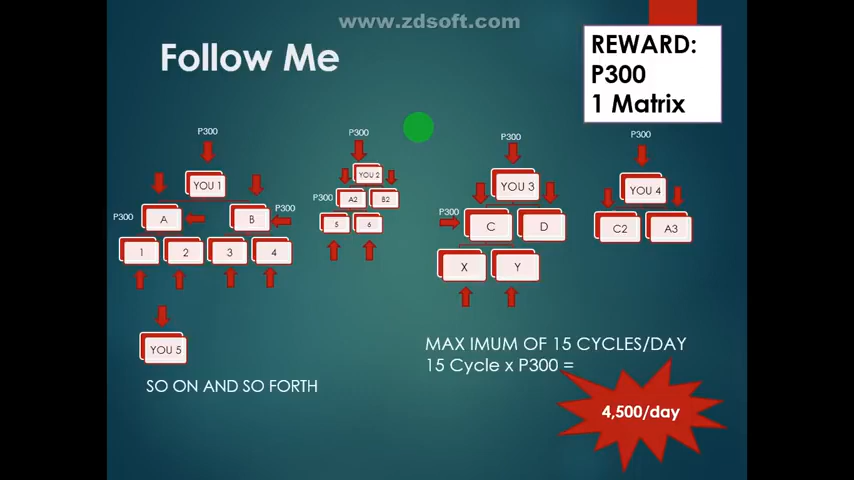 www.zdsoft.com
Follow Me
REWARD:
P300
1 Matrix
P300
YOU 1
P300
A
B
P300
1
2
3
4
P300
YOU 2
P300
A2
B2
5
6
P300
YOU 3
P300
C
D
X
Y
P300
YOU 4
C2
A3
YOU 5
SO ON AND SO FORTH
MAX IMUM OF 15 CYCLES/DAY
15 Cycle x P300 =
4,500/day